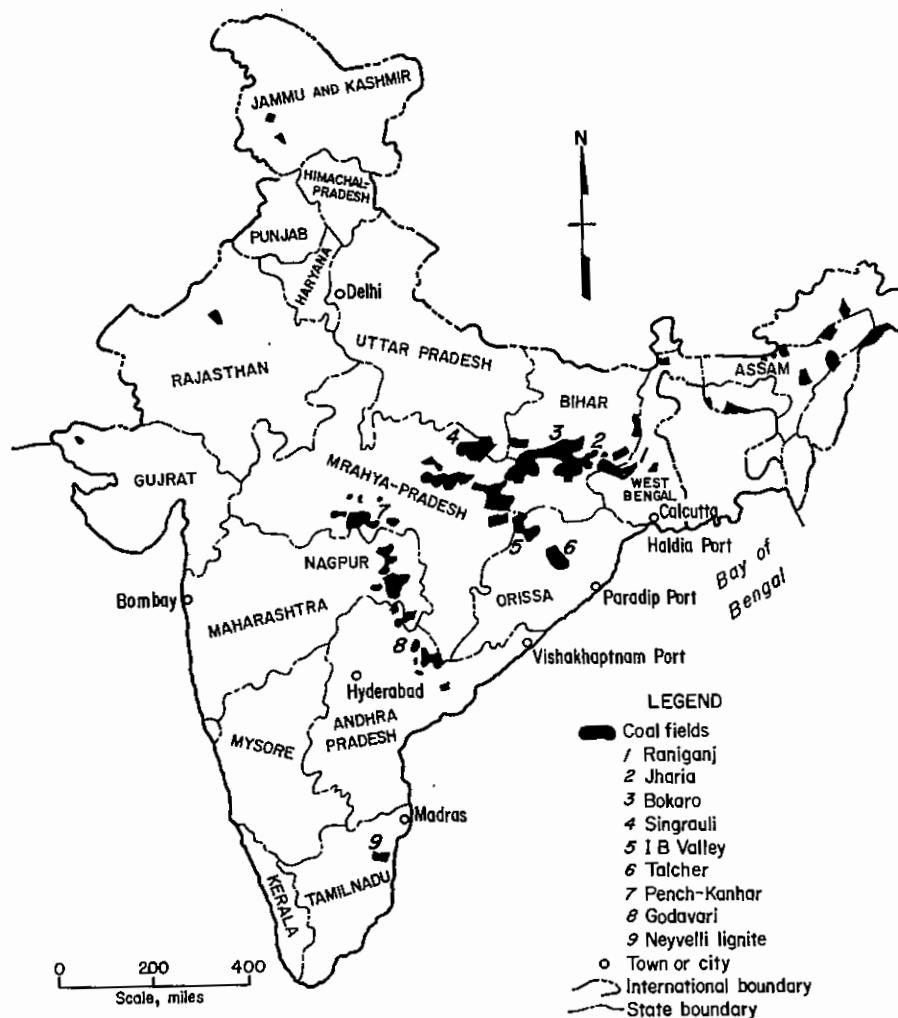 JAMMU AND KASHMIR
N
HIMACHAL-
PRADESH
PUNJAB
HARYANA
Delhi
UTTAR PRADESH
RAJASTHAN
ASSAM
BIHAR
4
3
2
GUJRAT
MRAHYA-PRADESH
WEST
BENGAL
Calcutta
7
Haldia Port
5
6
NAGPUR
Bay of
Bengal
ORISSA
Paradip Port
Bombay
MAHARASHTRA
8
Vishakhaptnam Port
Hyderabad
ANDHRA
PRADESH
MYSORE
Madras
9
TAMILNADU
KERALA
LEGEND
Coal fields
1 Raniganj
2 Jharia
3 Bokaro
4 Singrauli
5 I B Valley
6 Talcher
7 Pench-Kanhar
8 Godavari
9 Neyvelli lignite
Town or city
International boundary
State boundary
0 200 400
Scale, miles